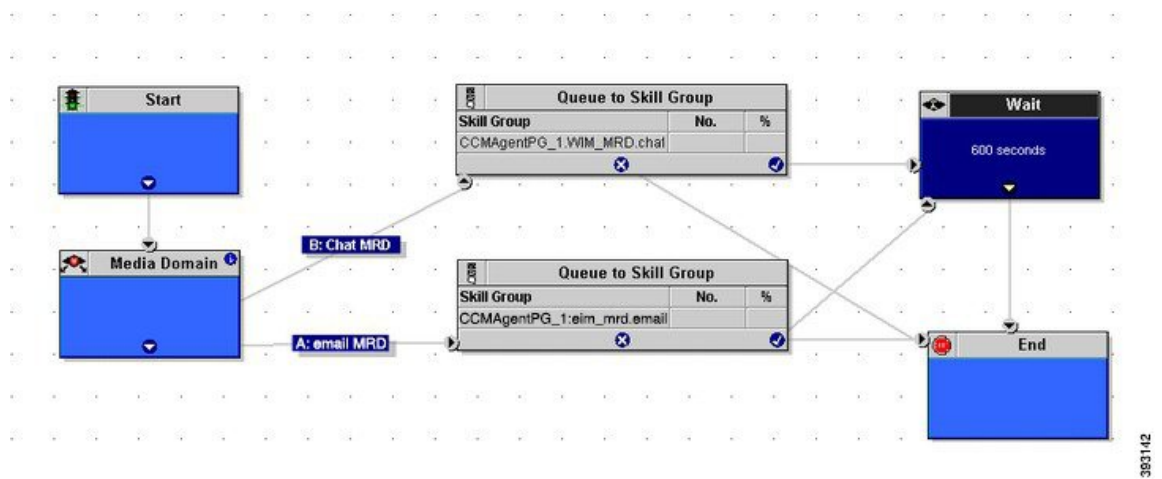 Start
Queue to Skill Group
Skill Group No. %
CCMAgentPG_1.WIM_MRD.chat
Wait
600 seconds
Media Domain
B: Chat MRD
A: email MRD
Queue to Skill Group
Skill Group No. %
CCMAgentPG_1:eim_mrd.email
End
393142